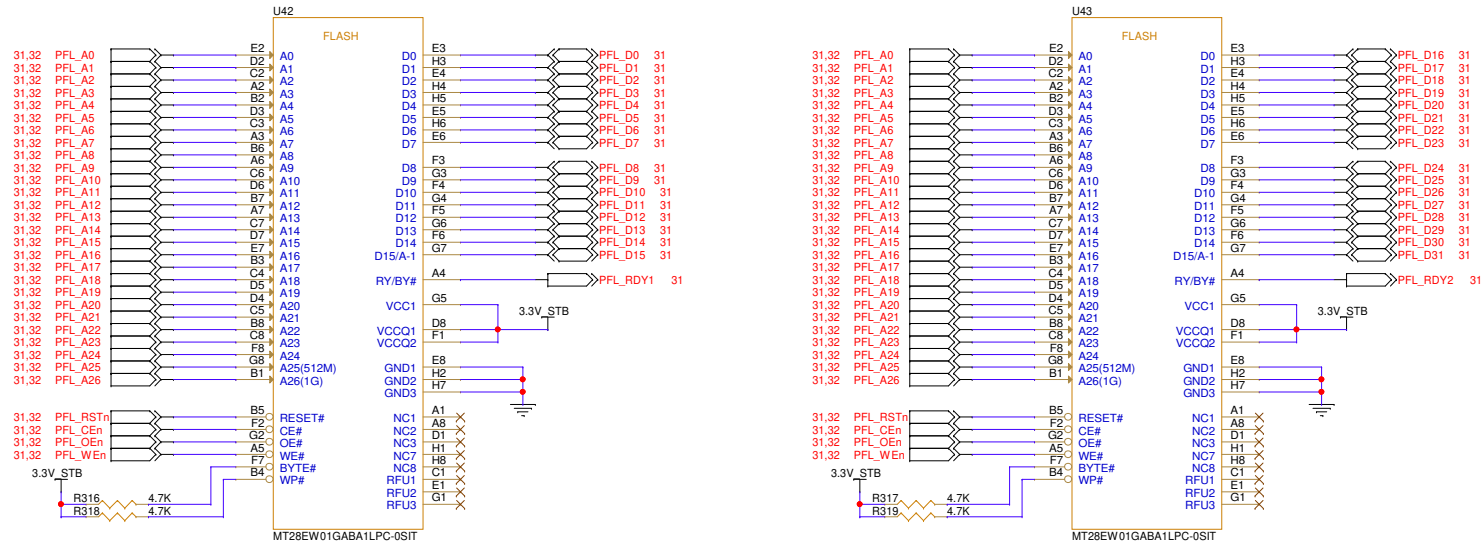 U42
FLASH
31,32 PFL_A0 E2 A0
31,32 PFL_A1 D2 A1
31,32 PFL_A2 C2 A2
31,32 PFL_A3 A2 A3
31,32 PFL_A4 B2 A4
31,32 PFL_A5 D3 A5
31,32 PFL_A6 C3 A6
31,32 PFL_A7 A3 A7
31,32 PFL_A8 B6 A8
31,32 PFL_A9 A6 A9
31,32 PFL_A10 C6 A10
31,32 PFL_A11 D6 A11
31,32 PFL_A12 B7 A12
31,32 PFL_A13 A7 A13
31,32 PFL_A14 C7 A14
31,32 PFL_A15 D7 A15
31,32 PFL_A16 E7 A16
31,32 PFL_A17 B3 A17
31,32 PFL_A18 C4 A18
31,32 PFL_A19 D5 A19
31,32 PFL_A20 D4 A20
31,32 PFL_A21 C5 A21
31,32 PFL_A22 B8 A22
31,32 PFL_A23 C8 A23
31,32 PFL_A24 F8 A24
31,32 PFL_A25 G8 A25(512M)
31,32 PFL_A26 B1 A26(1G)
31,32 PFL_RSTn B5 RESET#
31,32 PFL_CEn F2 CE#
31,32 PFL_OEn G2 OE#
31,32 PFL_WEn A5 WE#
F7 BYTE#
B4 WP#
3.3V_STB
R316 4.7K
R318 4.7K
D0 E3 PFL_D0 31
D1 H3 PFL_D1 31
D2 E4 PFL_D2 31
D3 H4 PFL_D3 31
D4 H5 PFL_D4 31
D5 E5 PFL_D5 31
D6 H6 PFL_D6 31
D7 E6 PFL_D7 31
D8 F3 PFL_D8 31
D9 G3 PFL_D9 31
D10 F4 PFL_D10 31
D11 G4 PFL_D11 31
D12 F5 PFL_D12 31
D13 G6 PFL_D13 31
D14 F6 PFL_D14 31
D15/A-1 G7 PFL_D15 31
RY/BY# A4 PFL_RDY1 31
VCC1 G5
3.3V_STB
VCCQ1 D8
VCCQ2 F1
GND1 E8
GND2 H2
GND3 H7
NC1 A1
NC2 A8
NC3 D1
NC7 H1
NC8 H8
RFU1 C1
RFU2 E1
RFU3 G1
MT28EW01GABA1LPC-0SIT
U43
FLASH
31,32 PFL_A0 E2 A0
31,32 PFL_A1 D2 A1
31,32 PFL_A2 C2 A2
31,32 PFL_A3 A2 A3
31,32 PFL_A4 B2 A4
31,32 PFL_A5 D3 A5
31,32 PFL_A6 C3 A6
31,32 PFL_A7 A3 A7
31,32 PFL_A8 B6 A8
31,32 PFL_A9 A6 A9
31,32 PFL_A10 C6 A10
31,32 PFL_A11 D6 A11
31,32 PFL_A12 B7 A12
31,32 PFL_A13 A7 A13
31,32 PFL_A14 C7 A14
31,32 PFL_A15 D7 A15
31,32 PFL_A16 E7 A16
31,32 PFL_A17 B3 A17
31,32 PFL_A18 C4 A18
31,32 PFL_A19 D5 A19
31,32 PFL_A20 D4 A20
31,32 PFL_A21 C5 A21
31,32 PFL_A22 B8 A22
31,32 PFL_A23 C8 A23
31,32 PFL_A24 F8 A24
31,32 PFL_A25 G8 A25(512M)
31,32 PFL_A26 B1 A26(1G)
31,32 PFL_RSTn B5 RESET#
31,32 PFL_CEn F2 CE#
31,32 PFL_OEn G2 OE#
31,32 PFL_WEn A5 WE#
F7 BYTE#
B4 WP#
3.3V_STB
R317 4.7K
R319 4.7K
D0 E3 PFL_D16 31
D1 H3 PFL_D17 31
D2 E4 PFL_D18 31
D3 H4 PFL_D19 31
D4 H5 PFL_D20 31
D5 E5 PFL_D21 31
D6 H6 PFL_D22 31
D7 E6 PFL_D23 31
D8 F3 PFL_D24 31
D9 G3 PFL_D25 31
D10 F4 PFL_D26 31
D11 G4 PFL_D27 31
D12 F5 PFL_D28 31
D13 G6 PFL_D29 31
D14 F6 PFL_D30 31
D15/A-1 G7 PFL_D31 31
RY/BY# A4 PFL_RDY2 31
VCC1 G5
3.3V_STB
VCCQ1 D8
VCCQ2 F1
GND1 E8
GND2 H2
GND3 H7
NC1 A1
NC2 A8
NC3 D1
NC7 H1
NC8 H8
RFU1 C1
RFU2 E1
RFU3 G1
MT28EW01GABA1LPC-0SIT